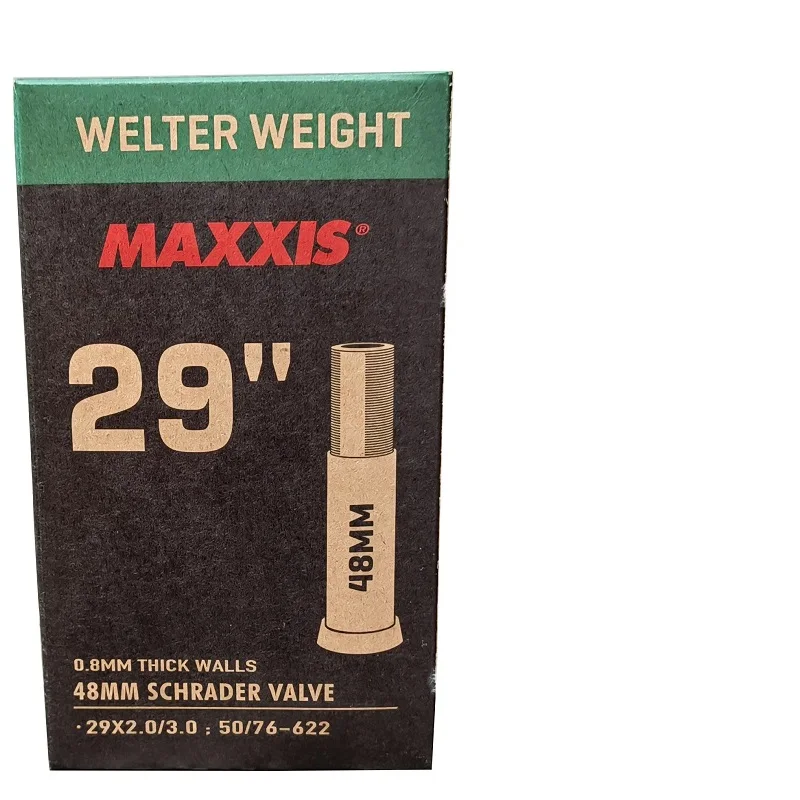 WELTER WEIGHT
MAXXIS®
29"
48MM
0.8MM THICK WALLS
48MM SCHRADER VALVE
·29X2.0/3.0 ; 50/76-622